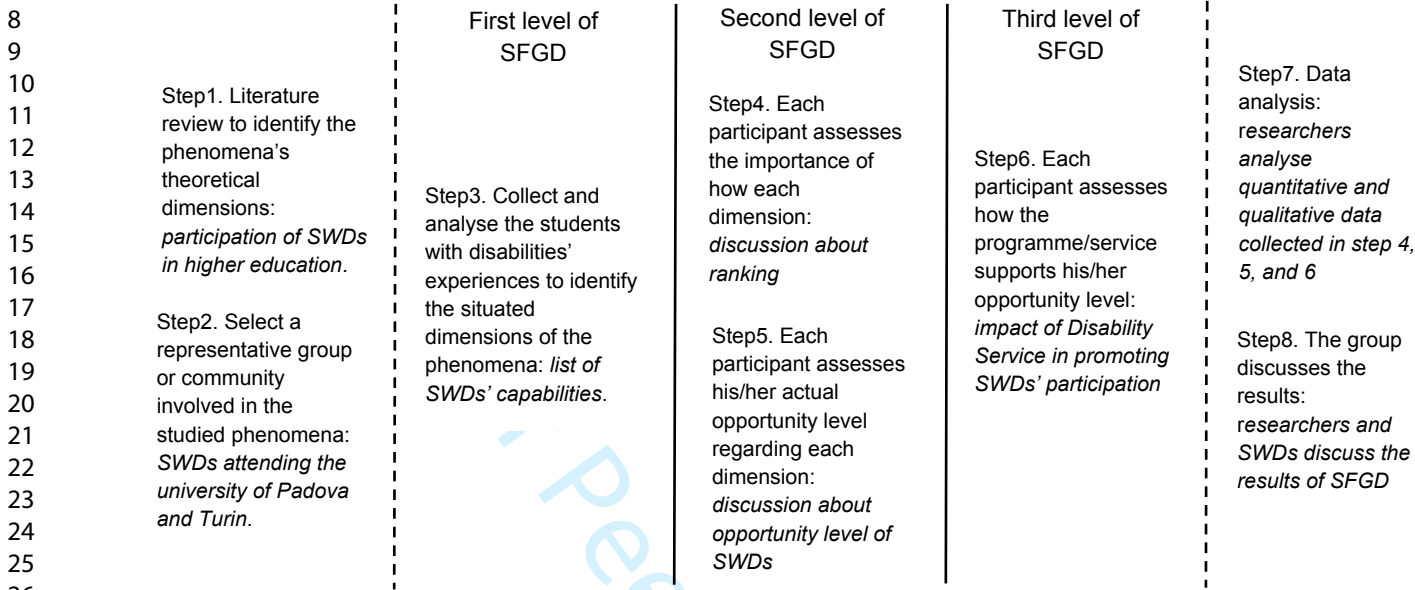 8
9
10
11
12
13
14
15
16
17
18
19
20
21
22
23
24
25
26
Step1. Literature
review to identify the
phenomena's
theoretical
dimensions:
participation of SWDs
in higher education.
Step2. Select a
representative group
or community
involved in the
studied phenomena:
SWDs attending the
university of Padova
and Turin.
First level of
SFGD
Step3. Collect and
analyse the students
with disabilities'
experiences to identify
the situated
dimensions of the
phenomena: list of
SWDs' capabilities.
Second level of
SFGD
Step4. Each
participant assesses
the importance of
how each
dimension:
discussion about
ranking
Step5. Each
participant assesses
his/her actual
opportunity level
regarding each
dimension:
discussion about
opportunity level of
SWDs
Third level of
SFGD
Step6. Each
participant assesses
how the
programme/service
supports his/her
opportunity level:
impact of Disability
Service in promoting
SWDs' participation
Step7. Data
analysis:
researchers
analyse
quantitative and
qualitative data
collected in step 4,
5, and 6
Step8. The group
discusses the
results:
researchers and
SWDs discuss the
results of SFGD